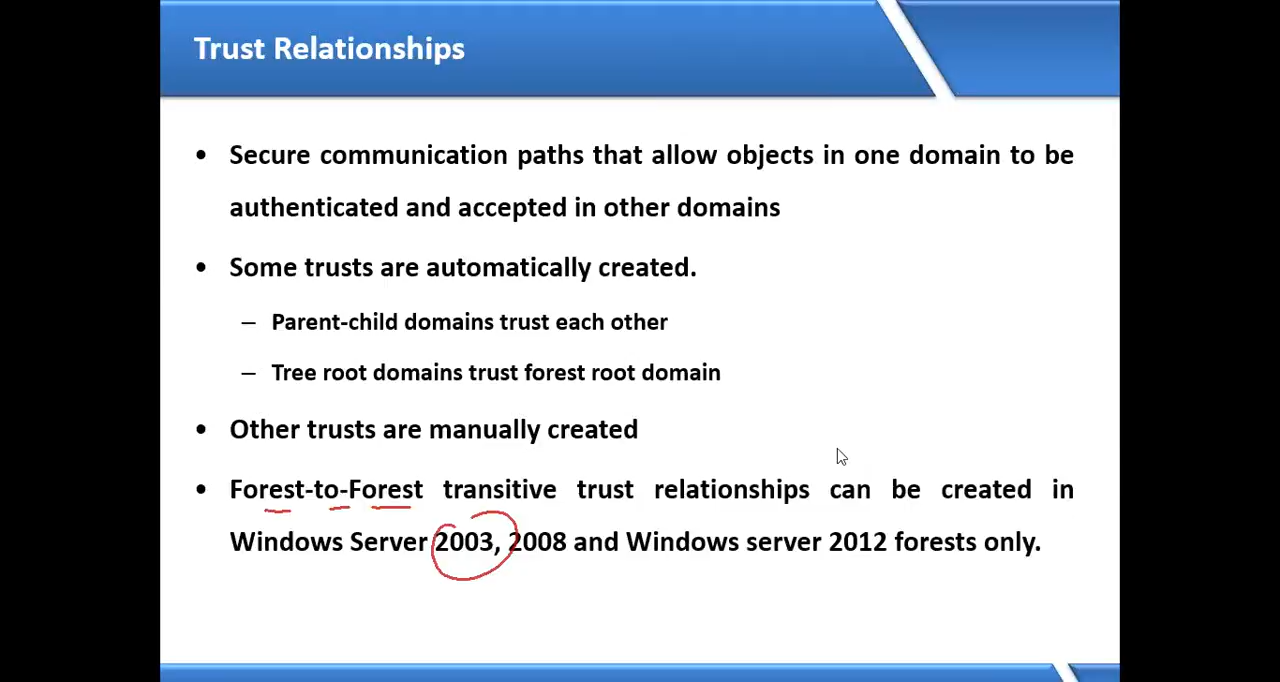 Trust Relationships
• Secure communication paths that allow objects in one domain to be
authenticated and accepted in other domains
• Some trusts are automatically created.
– Parent-child domains trust each other
– Tree root domains trust forest root domain
• Other trusts are manually created
• Forest-to-Forest transitive trust relationships can be created in
Windows Server 2003, 2008 and Windows server 2012 forests only.